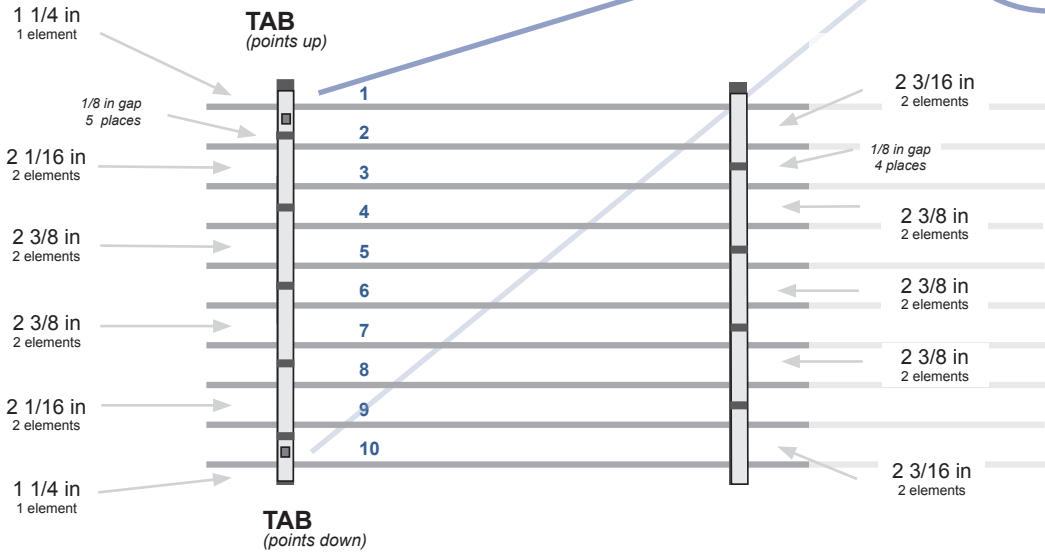 1 1/4 in
1 element
TAB
(points up)
1/8 in gap
5 places
2 1/16 in
2 elements
2 3/8 in
2 elements
2 3/8 in
2 elements
2 1/16 in
2 elements
1 1/4 in
1 element
1
2
3
4
5
6
7
8
9
10
TAB
(points down)
2 3/16 in
2 elements
1/8 in gap
4 places
2 3/8 in
2 elements
2 3/8 in
2 elements
2 3/8 in
2 elements
2 3/16 in
2 elements